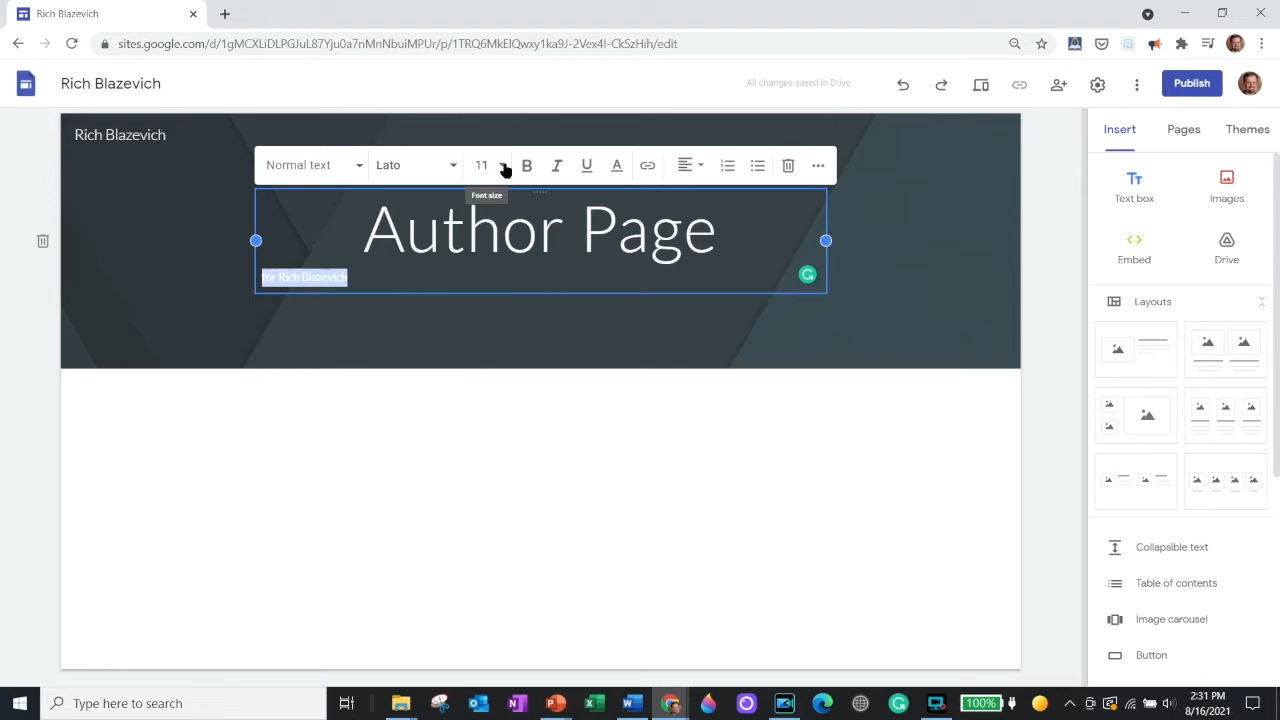 Rich Blazevich
sites.google.com/d/1gMCXLiDLPGJuL87Yju0a7nMnNbuiMPUr/p/1TRQ6MkElQwxy1ka9J-2Vex4I-CkSzHih/edit
Rich Blazevich
All changes saved in Drive
Publish
Rich Blazevich
Insert
Pages
Themes
Normal text
Lato
11
B
I
U
A
Font size
Author Page
for Rich Blazevich
Tt
Text box
Images
Embed
Drive
Layouts
Collapsible text
Table of contents
Image carousel
Button
Type here to search
100%
2:31 PM
8/16/2021